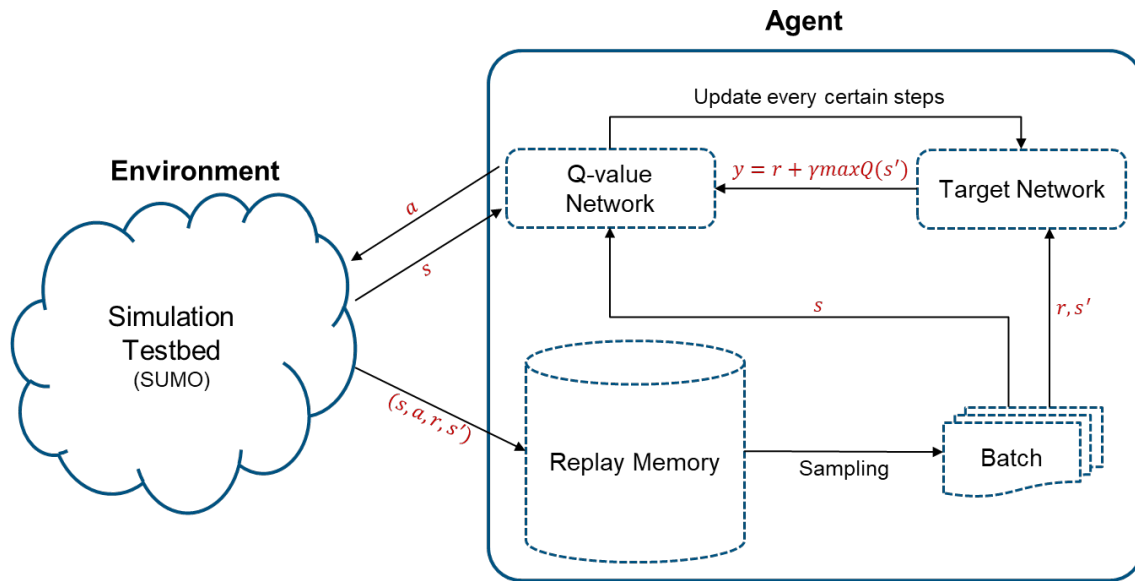 Agent
Update every certain steps
Environment
Q-value
Network
y = r + γmaxQ(s′)
Target Network
a
s
Simulation
Testbed
(SUMO)
s
r, s′
(s, a, r, s′)
Replay Memory
Sampling
Batch